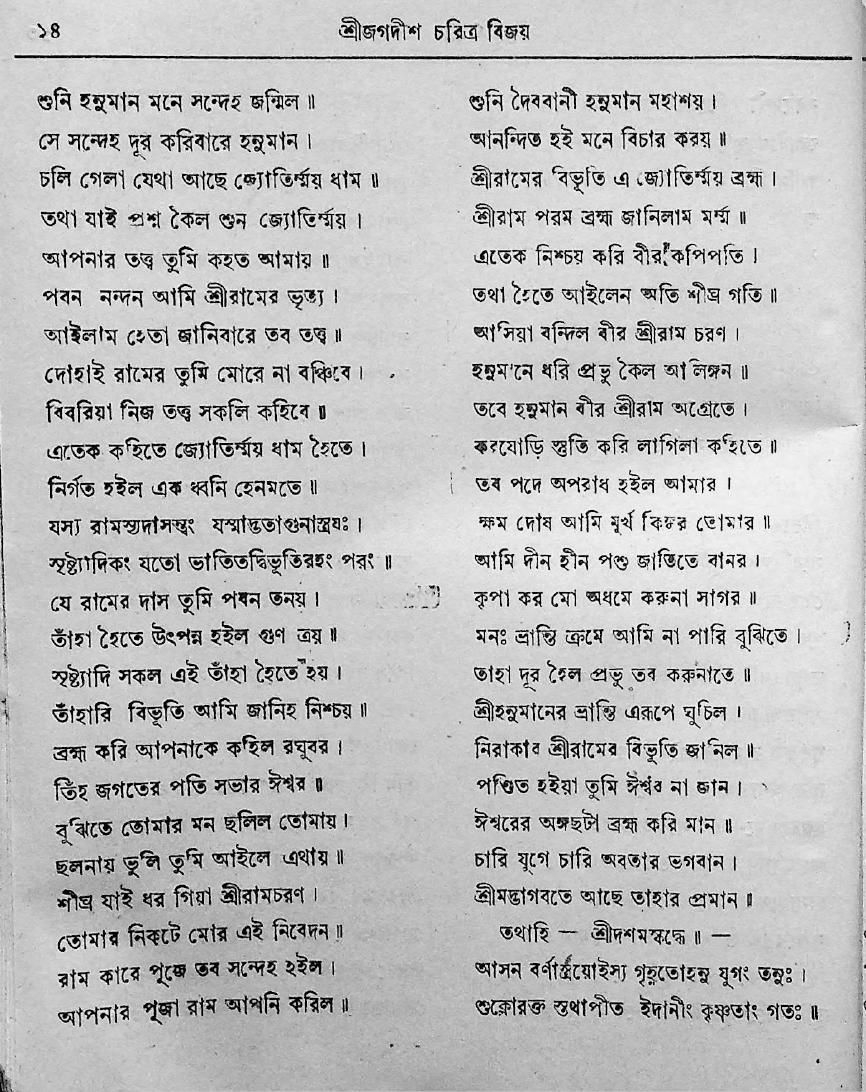 ১৪
শ্রীজগদীশ চরিত্র বিজয়
শুনি হনুমান মনে সন্দেহ জন্মিল ॥
সে সন্দেহ দূর করিবারে হনুমান ।
চলি গেলা যেথা আছে জ্যোতির্ম্ময় ধাম ॥
তথা যাই প্রশ্ন কৈল শুন জ্যোতির্ম্ময় ।
আপনার তত্ত্ব তুমি কহত আমায় ॥
পবন নন্দন আমি শ্রীরামের ভৃত্য ।
আইলাম হেতা জানিবারে তব তত্ত্ব ॥
দোহাই রামের তুমি মোরে না বঞ্চিবে ।
বিবরিয়া নিজ তত্ত্ব সকলি কহিবে ॥
এতেক কহিতে জ্যোতির্ম্ময় ধাম হৈতে ।
নির্গত হইল এক ধ্বনি হেনমতে ॥
যস্য রামস্যদাসস্ত্বং যস্মাদ্ভূতাগুনাস্ত্রযঃ ।
সৃষ্ট্যাদিকং যতো ভাতিতদ্বিভূতিরহং পরং ॥
যে রামের দাস তুমি পবন তনয় ।
তাঁহা হৈতে উৎপন্ন হইল গুণ ত্রয় ॥
সৃষ্ট্যাদি সকল এই তাঁহা হৈতে হয় ।
তাঁহারি বিভূতি আমি জানিহ নিশ্চয় ॥
ব্রহ্ম করি আপনাকে কহিল রঘুবর ।
তিঁহ জগতের পতি সভার ঈশ্বর ॥
বুঝিতে তোমার মন ছলিল তোমায় ।
ছলনায় ভুলি তুমি আইলে এথায় ॥
শীঘ্র যাই ধর গিয়া শ্রীরামচরণ ।
তোমার নিকটে মোর এই নিবেদন ॥
রাম কারে পূজে তব সন্দেহ হইল ।
আপনার পূজা রাম আপনি করিল ॥
শুনি দৈববানী হনুমান মহাশয় ।
আনন্দিত হই মনে বিচার করয় ॥
শ্রীরামের বিভূতি এ জ্যোতির্ম্ময় ব্রহ্ম ।
শ্রীরাম পরম ব্রহ্ম জানিলাম মর্ম্ম ॥
এতেক নিশ্চয় করি বীর কপিপতি ।
তথা হৈতে আইলেন অতি শীঘ্র গতি ॥
আসিয়া বন্দিল বীর শ্রীরাম চরণ ।
হনুমানে ধরি প্রভু কৈল আলিঙ্গন ॥
তবে হনুমান বীর শ্রীরাম অগ্রেতে ।
করযোড়ি স্তুতি করি লাগিলা কহিতে ॥
তব পদে অপরাধ হইল আমার ।
ক্ষম দোষ আমি মূর্খ কিঙ্কর তোমার ॥
আমি দীন হীন পশু জাতিতে বানর ।
কৃপা কর মো অধমে করুনা সাগর ॥
মনঃ ভ্রান্তি ক্রমে আমি না পারি বুঝিতে ।
তাহা দূর হৈল প্রভু তব করুনাতে ॥
শ্রীহনুমানের ভ্রান্তি এরূপে ঘুচিল ।
নিরাকার শ্রীরামের বিভূতি জানিল ॥
পণ্ডিত হইয়া তুমি ঈশ্বর না জান ।
ঈশ্বরের অঙ্গছটা ব্রহ্ম করি মান ॥
চারি যুগে চারি অবতার ভগবান ।
শ্রীমদ্ভাগবতে আছে তাহার প্রমান ॥
তথাহি — শ্রীদশমস্কন্ধে ॥ —
আসন বর্ণাস্ত্রয়োহস্য গৃহ্নতোহনু যুগং তনুঃ ।
শুক্লোরক্ত স্তথাপীত ইদানীং কৃষ্ণতাং গতঃ ॥